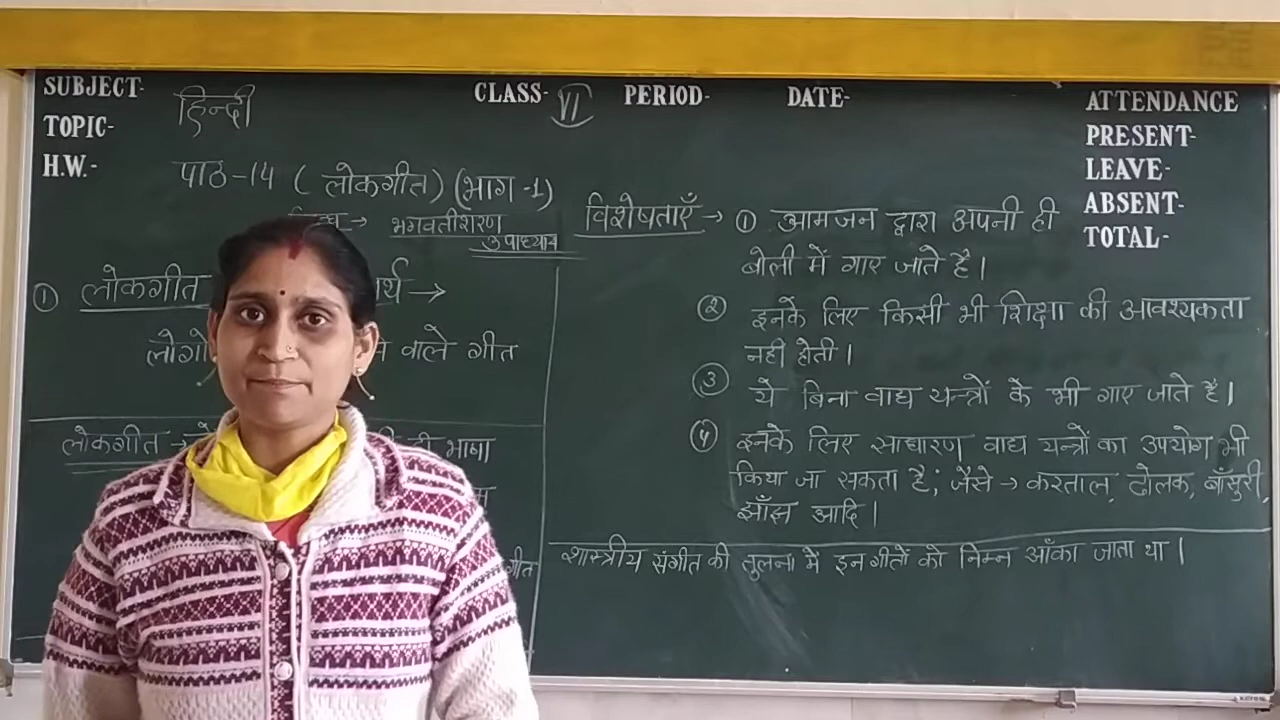 SUBJECT- हिन्दी
TOPIC-
H.W.-
CLASS- VI
PERIOD-
DATE-
ATTENDANCE
PRESENT-
LEAVE-
ABSENT-
TOTAL-
पाठ-14 ( लोकगीत) (भाग-1)
→ भगवतीशरण
उपाध्याय
① लोकगीत →
वाले गीत
लोकगीत →
भाषा
गीत
विशेषताएँ → ① आमजन द्वारा अपनी ही
बोली में गाए जाते है।
② इनके लिए किसी भी शिक्षा की आवश्यकता
नही होती।
③ ये बिना वाद्य यन्त्रों के भी गाए जाते है।
④ इनके लिए साधारण वाद्य यन्त्रों का उपयोग भी
किया जा सकता है; जैसे → करताल, ढोलक, बाँसुरी,
झाँझ आदि।
शास्त्रीय संगीत की तुलना में इन गीतों को निम्न आँका जाता था।